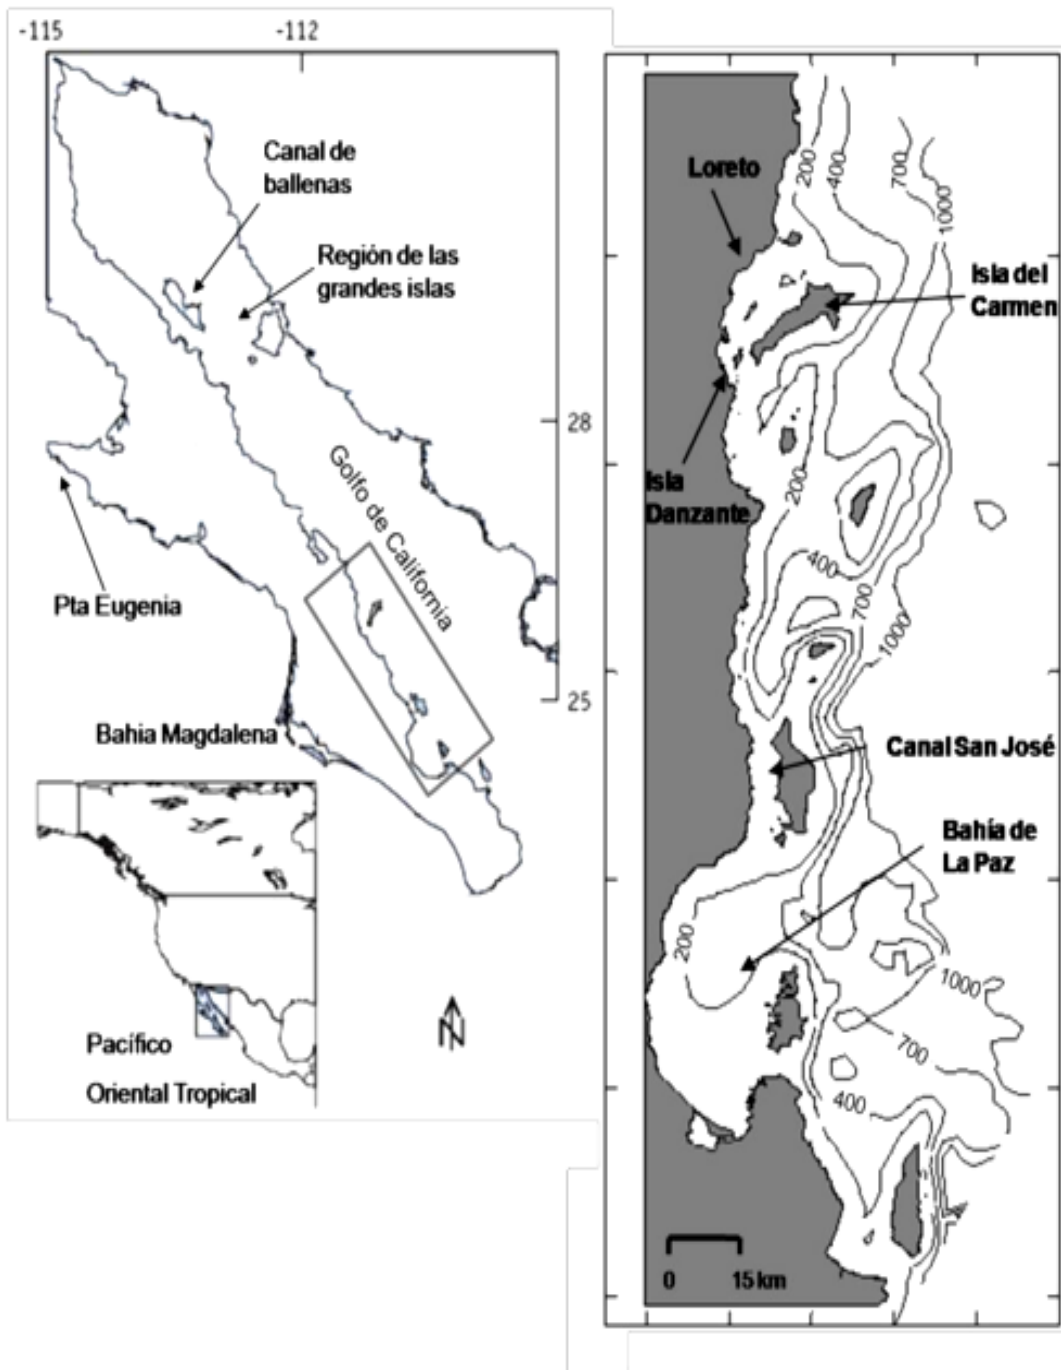 -115
-112
Canal de
ballenas
Región de las
grandes islas
28
Golfo de California
Pta Eugenia
25
Bahia Magdalena
Pacífico
Oriental Tropical
N
200
400
700
1000
Loreto
Isla del
Carmen
Isla
Danzante
200
400
700
1000
Canal San José
Bahía de
La Paz
200
1000
700
400
0
15 km